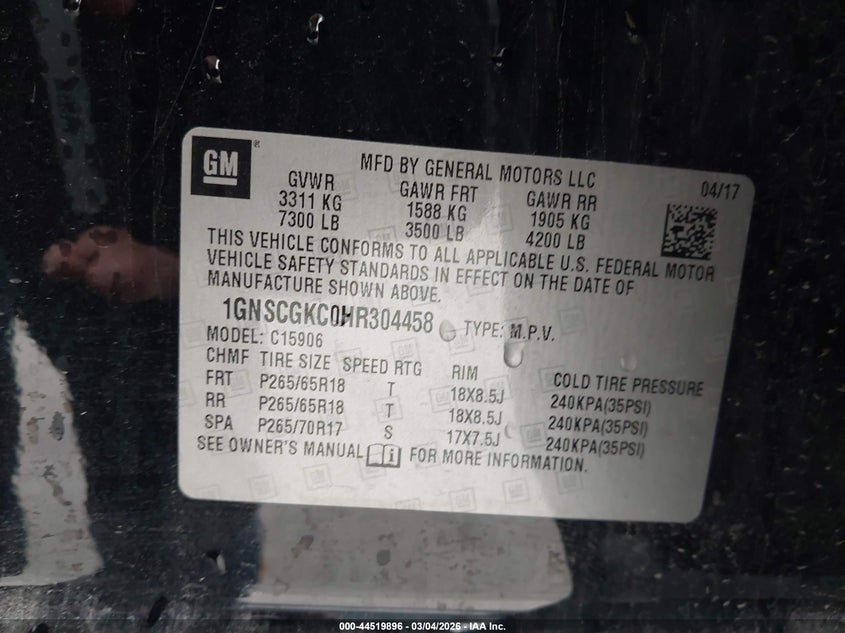 GM®
MFD BY GENERAL MOTORS LLC
04/17
GVWR GAWR FRT GAWR RR
3311 KG 1588 KG 1905 KG
7300 LB 3500 LB 4200 LB
THIS VEHICLE CONFORMS TO ALL APPLICABLE U.S. FEDERAL MOTOR
VEHICLE SAFETY STANDARDS IN EFFECT ON THE DATE OF
MANUFACTURE SHOWN ABOVE.
1GNSCGKC0HR304458 TYPE: M.P.V.
MODEL: C15906
CHMF TIRE SIZE SPEED RTG RIM COLD TIRE PRESSURE
FRT P265/65R18 T 18X8.5J 240KPA(35PSI)
RR P265/65R18 T 18X8.5J 240KPA(35PSI)
SPA P265/70R17 S 17X7.5J 240KPA(35PSI)
SEE OWNER'S MANUAL FOR MORE INFORMATION.
000-44519896 - 03/04/2026 - IAA Inc.